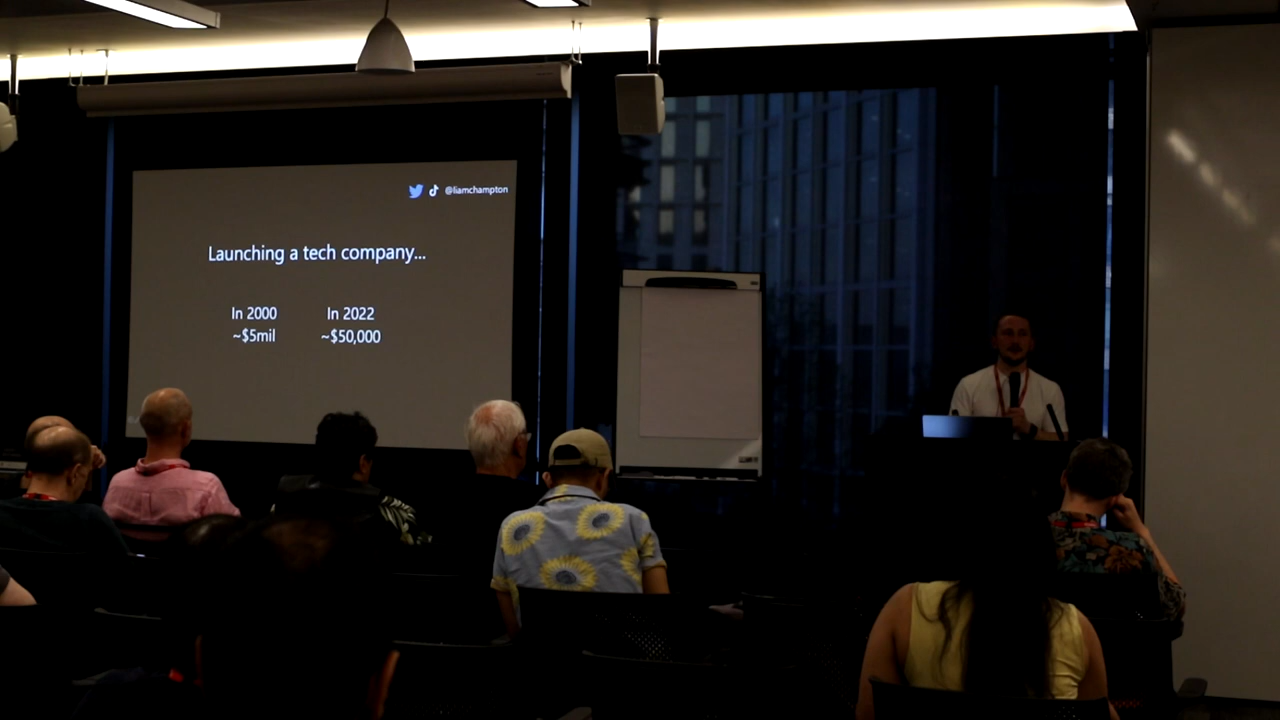 @liamchampton
Launching a tech company...
In 2000 In 2022
~$5mil ~$50,000